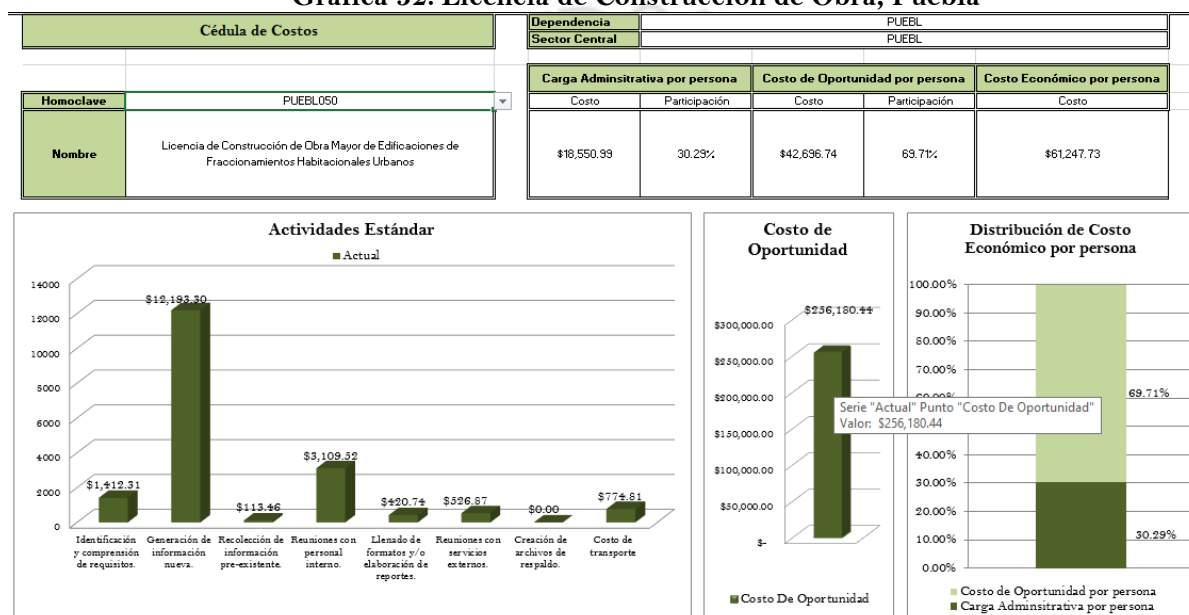 Gráfica 52. Licencia de Construcción de Obra, Puebla
Cédula de Costos
Dependencia PUEBL
Sector Central PUEBL
Carga Adminsitrativa por persona Costo de Oportunidad por persona Costo Económico por persona
Homoclave PUEBL050 Costo Participación Costo Participación Costo
Nombre
Licencia de Construcción de Obra Mayor de Edificaciones de
Fraccionamientos Habitacionales Urbanos
$18,550.99 30.29% $42,696.74 69.71% $61,247.73
Actividades Estándar
Actual
14000
12000
10000
8000
6000
4000
2000
0
$1,412.31
$12,193.30
$113.46
$3,109.52
$420.74
$526.87
$0.00
$774.81
Identificación
y comprensión
de requisitos.
Generación de
información
nueva.
Recolección de
información
pre-existente.
Reuniones con
personal
interno.
Llenado de
formatos y/o
elaboración de
reportes.
Reuniones con
servicios
externos.
Creación de
archivos de
respaldo.
Costo de
transporte
Costo de
Oportunidad
$256,180.44
$300,000.00
$250,000.00
$200,000.00
$150,000.00
$100,000.00
$50,000.00
$-
Serie "Actual" Punto "Costo De Oportunidad"
Valor: $256,180.44
Costo De Oportunidad
Distribución de Costo
Económico por persona
100.00%
90.00%
80.00%
70.00%
40.00%
30.00%
20.00%
10.00%
0.00%
69.71%
30.29%
Costo de Oportunidad por persona
Carga Adminsitrativa por persona